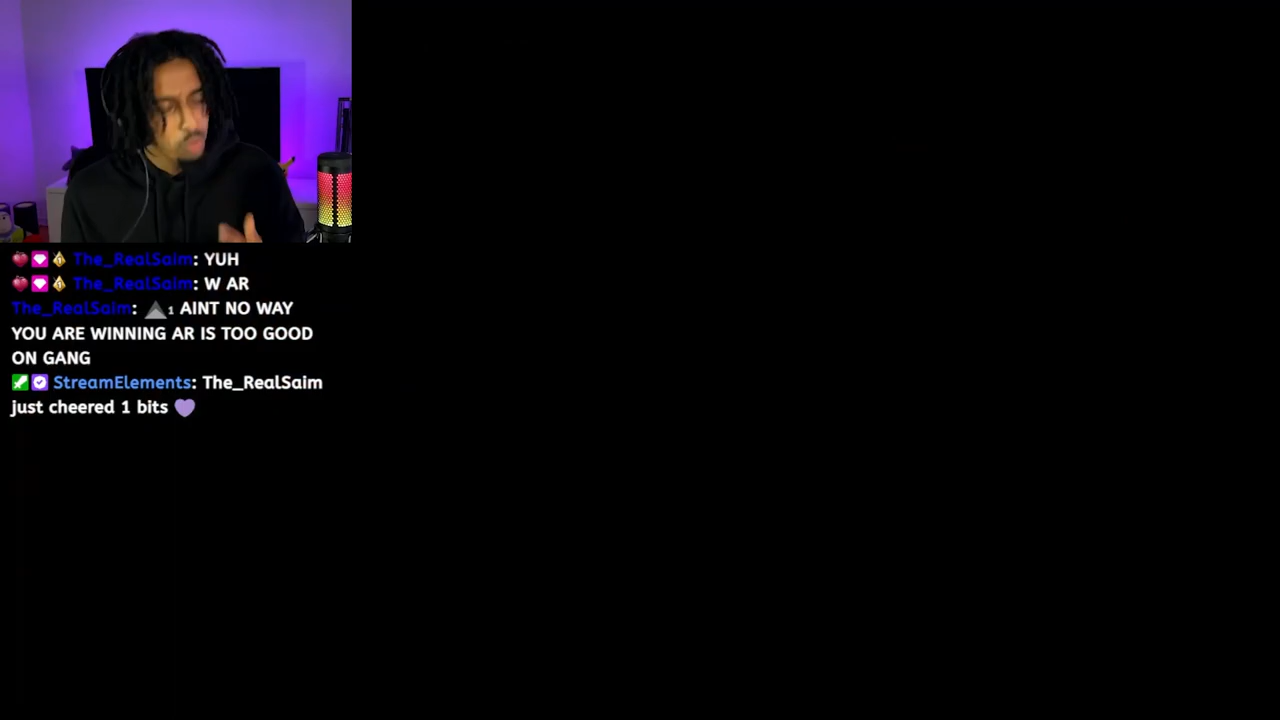 The_RealSaim: YUH
The_RealSaim: W AR
The_RealSaim: 1 AINT NO WAY
YOU ARE WINNING AR IS TOO GOOD
ON GANG
StreamElements: The_RealSaim
just cheered 1 bits